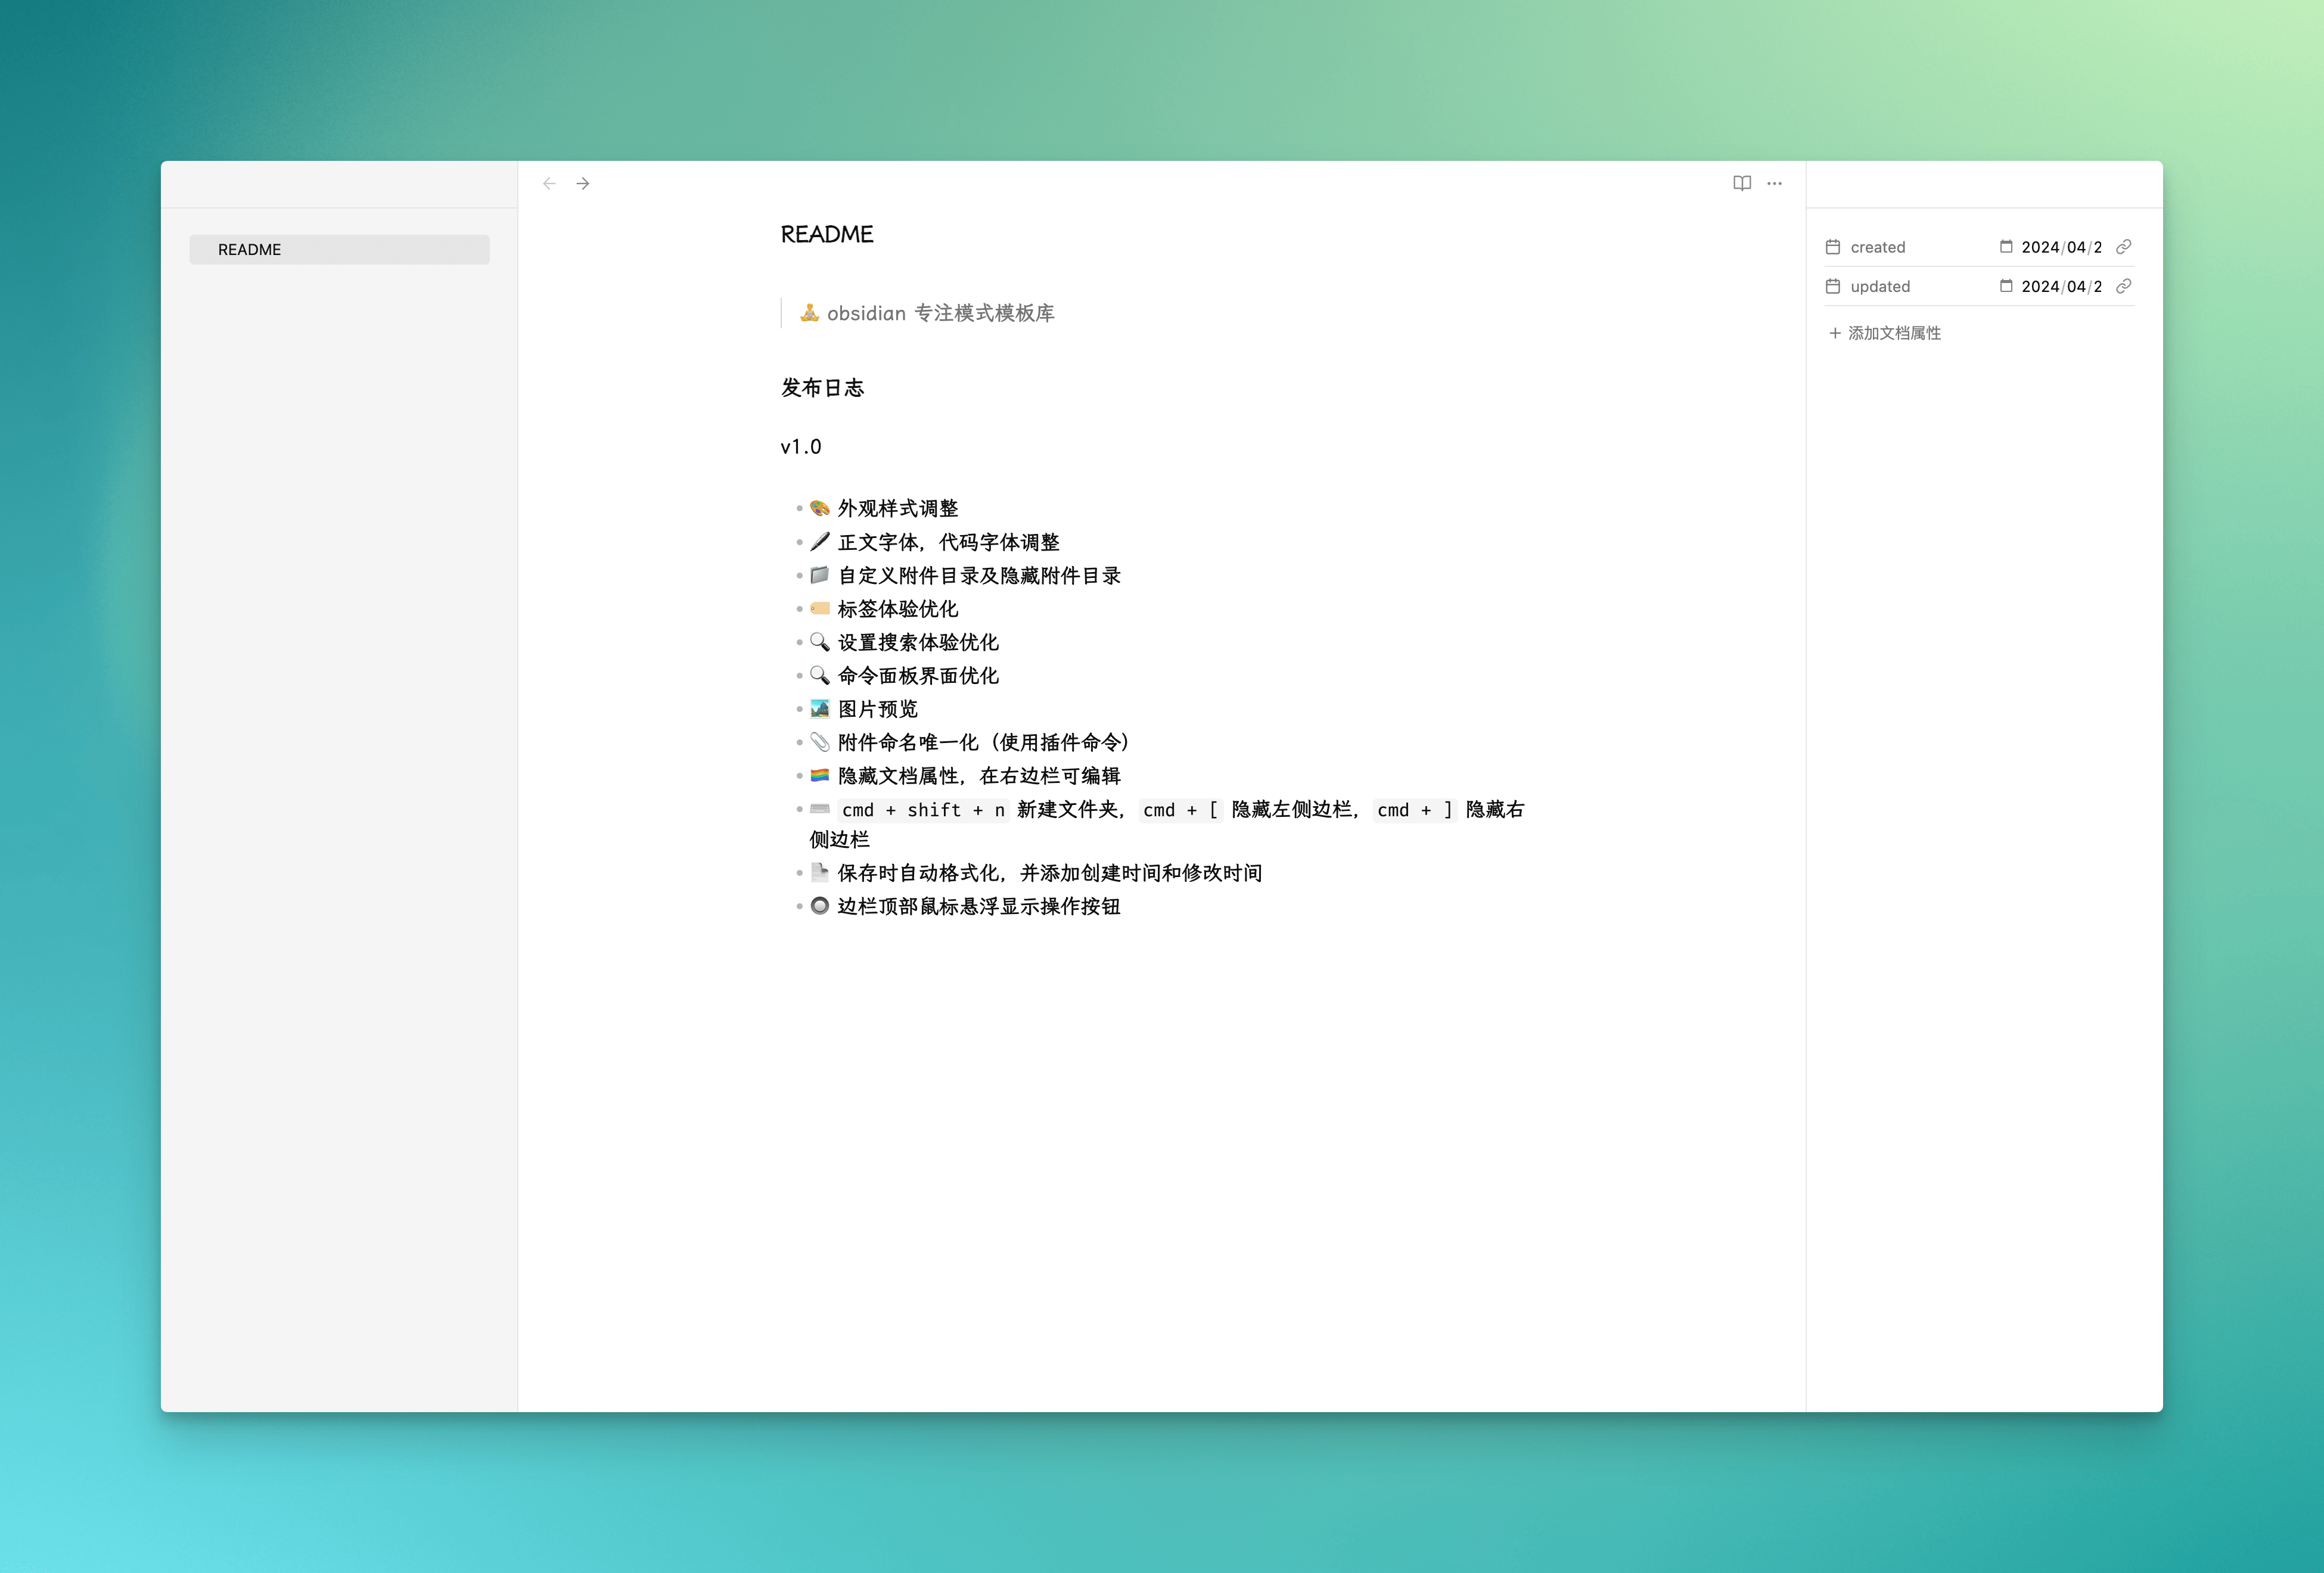 README
README
🧘 obsidian 专注模式模板库
发布日志
v1.0
🎨 外观样式调整
🖋 正文字体，代码字体调整
📁 自定义附件目录及隐藏附件目录
🏷️ 标签体验优化
🔍 设置搜索体验优化
🔍 命令面板界面优化
🏞️ 图片预览
📎 附件命名唯一化（使用插件命令）
🏳️‍🌈 隐藏文档属性，在右边栏可编辑
⌨️ cmd + shift + n 新建文件夹， cmd + [ 隐藏左侧边栏， cmd + ] 隐藏右
侧边栏
📄 保存时自动格式化，并添加创建时间和修改时间
🔘 边栏顶部鼠标悬浮显示操作按钮
created 2024/04/2
updated 2024/04/2
+ 添加文档属性